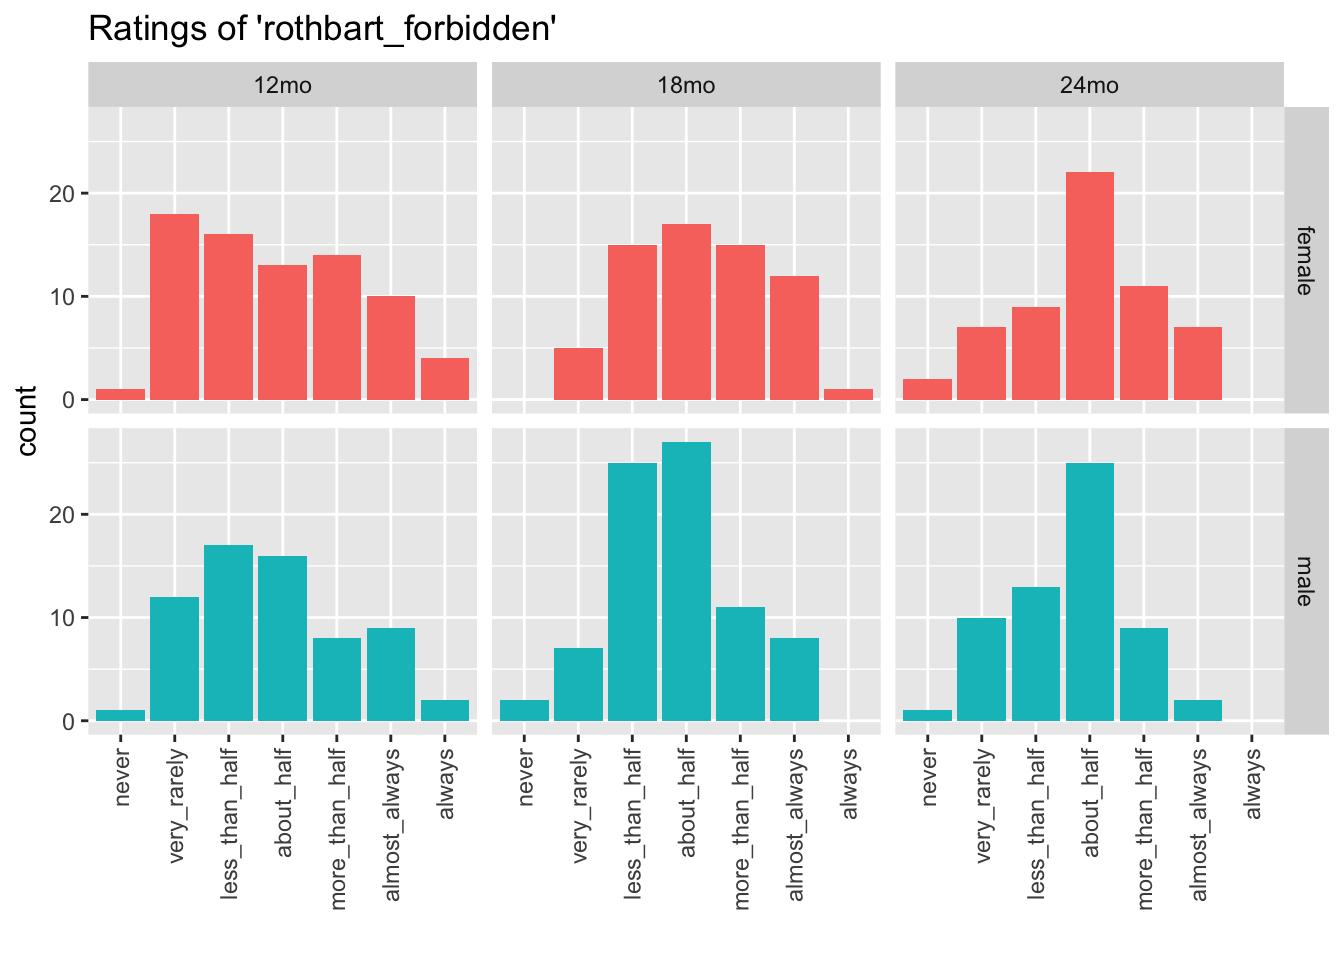 Ratings of 'rothbart_forbidden'
12mo
18mo
24mo
count
20
10
0
female
20
10
0
male
never
very_rarely
less_than_half
about_half
more_than_half
almost_always
always
never
very_rarely
less_than_half
about_half
more_than_half
almost_always
always
never
very_rarely
less_than_half
about_half
more_than_half
almost_always
always